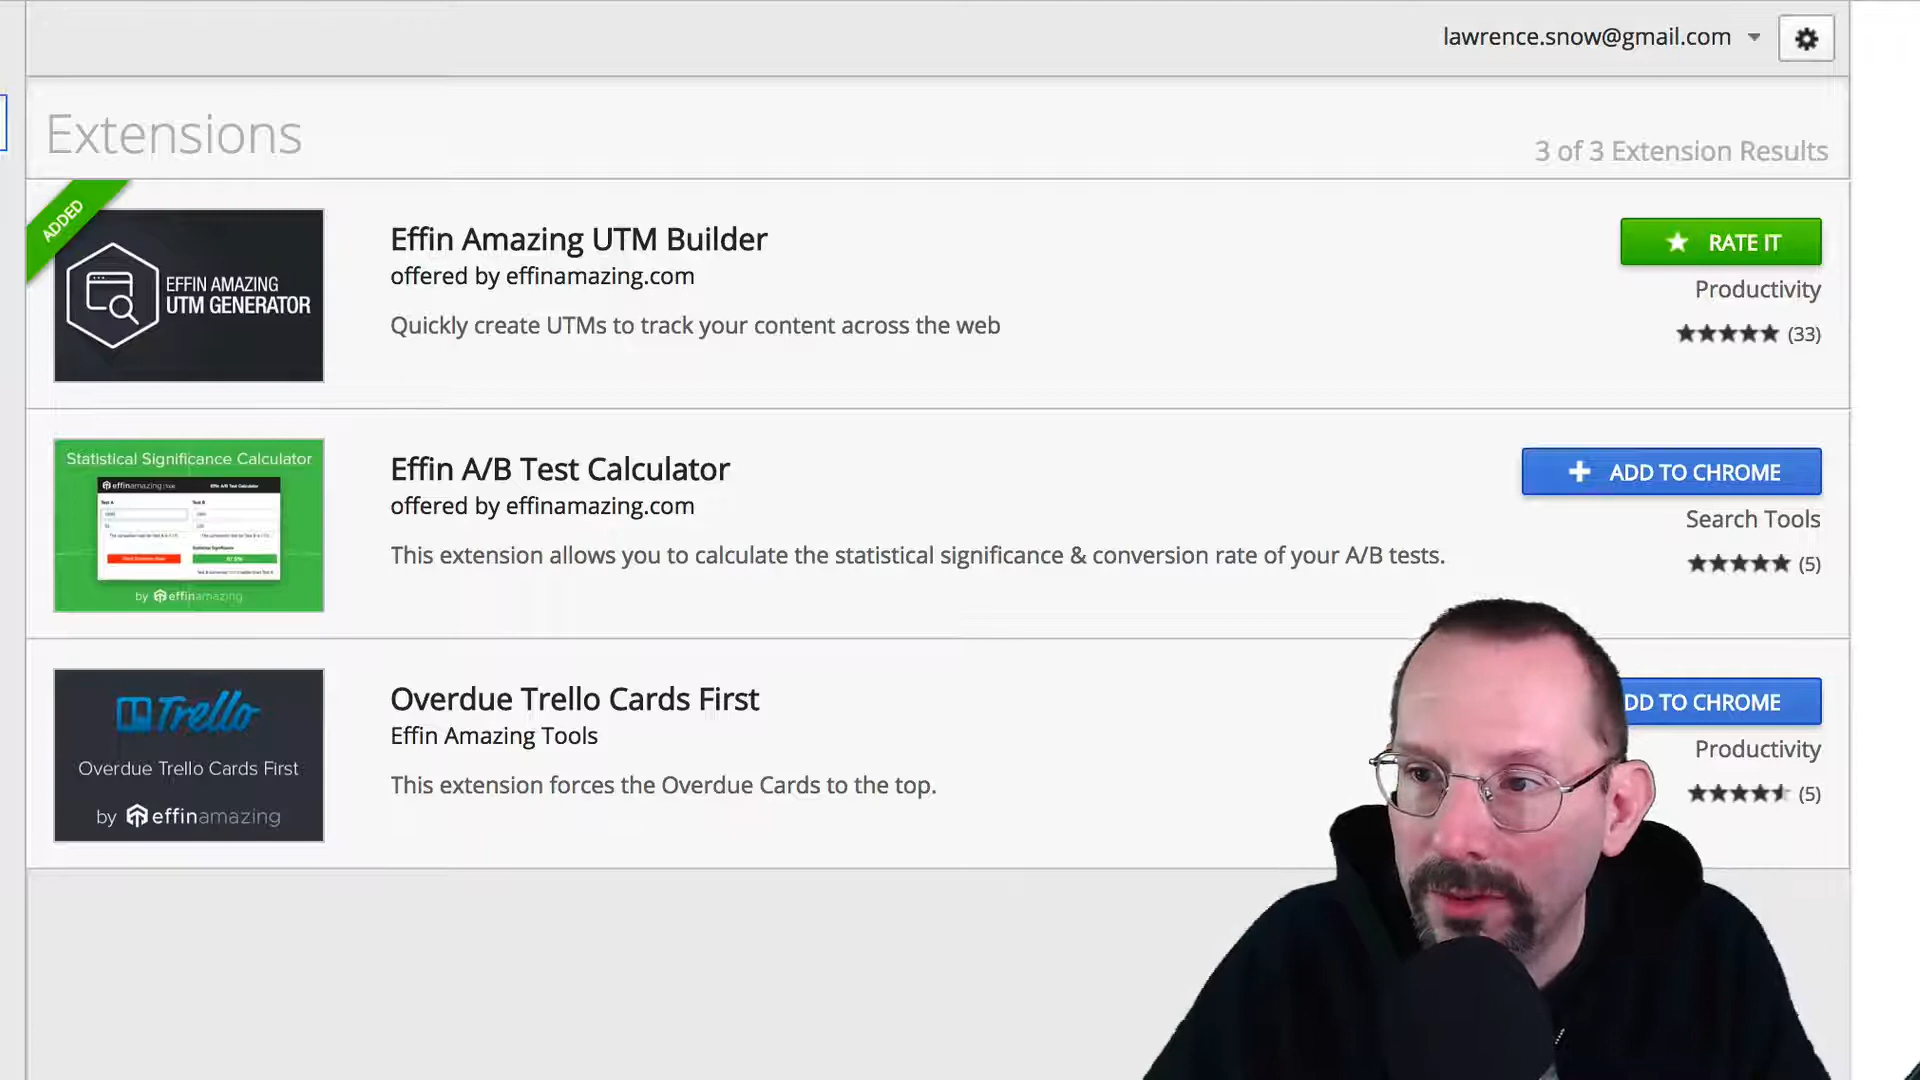 lawrence.snow@gmail.com
Extensions
3 of 3 Extension Results
ADDED
EFFIN AMAZING
UTM GENERATOR
Effin Amazing UTM Builder
offered by effinamazing.com
Quickly create UTMs to track your content across the web
RATE IT
Productivity
(33)
Statistical Significance Calculator
effinamazing
Effin A/B Test Calculator
by effinamazing
Effin A/B Test Calculator
offered by effinamazing.com
This extension allows you to calculate the statistical significance & conversion rate of your A/B tests.
ADD TO CHROME
Search Tools
(5)
Trello
Overdue Trello Cards First
by effinamazing
Overdue Trello Cards First
Effin Amazing Tools
This extension forces the Overdue Cards to the top.
DD TO CHROME
Productivity
(5)